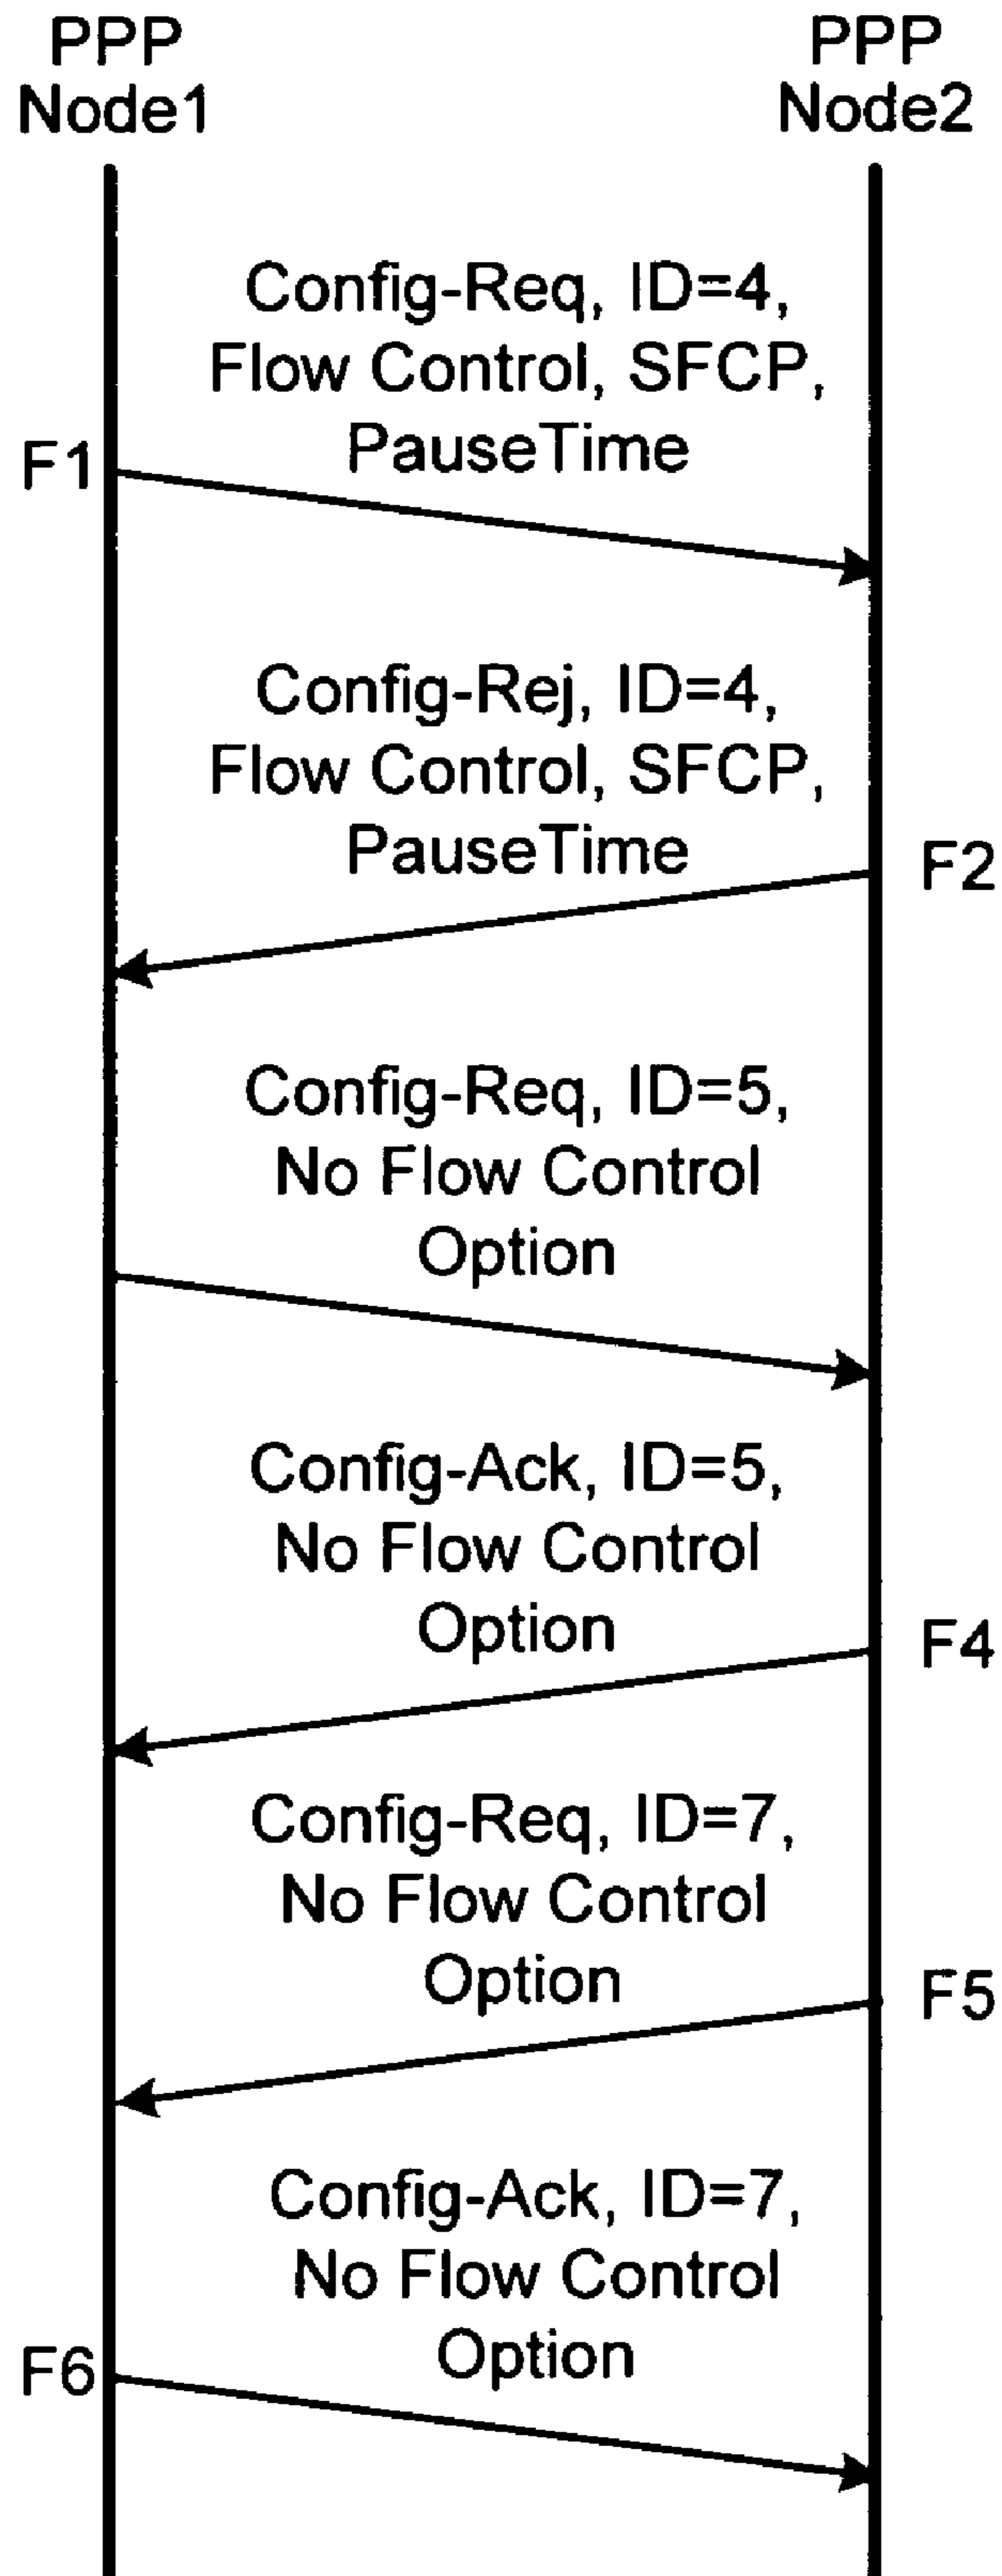 PPP
Node1
PPP
Node2
Config-Req, ID=4,
Flow Control, SFCP,
PauseTime
F1
Config-Rej, ID=4,
Flow Control, SFCP,
PauseTime
F2
Config-Req, ID=5,
No Flow Control
Option
Config-Ack, ID=5,
No Flow Control
Option
F4
Config-Req, ID=7,
No Flow Control
Option
F5
Config-Ack, ID=7,
No Flow Control
Option
F6